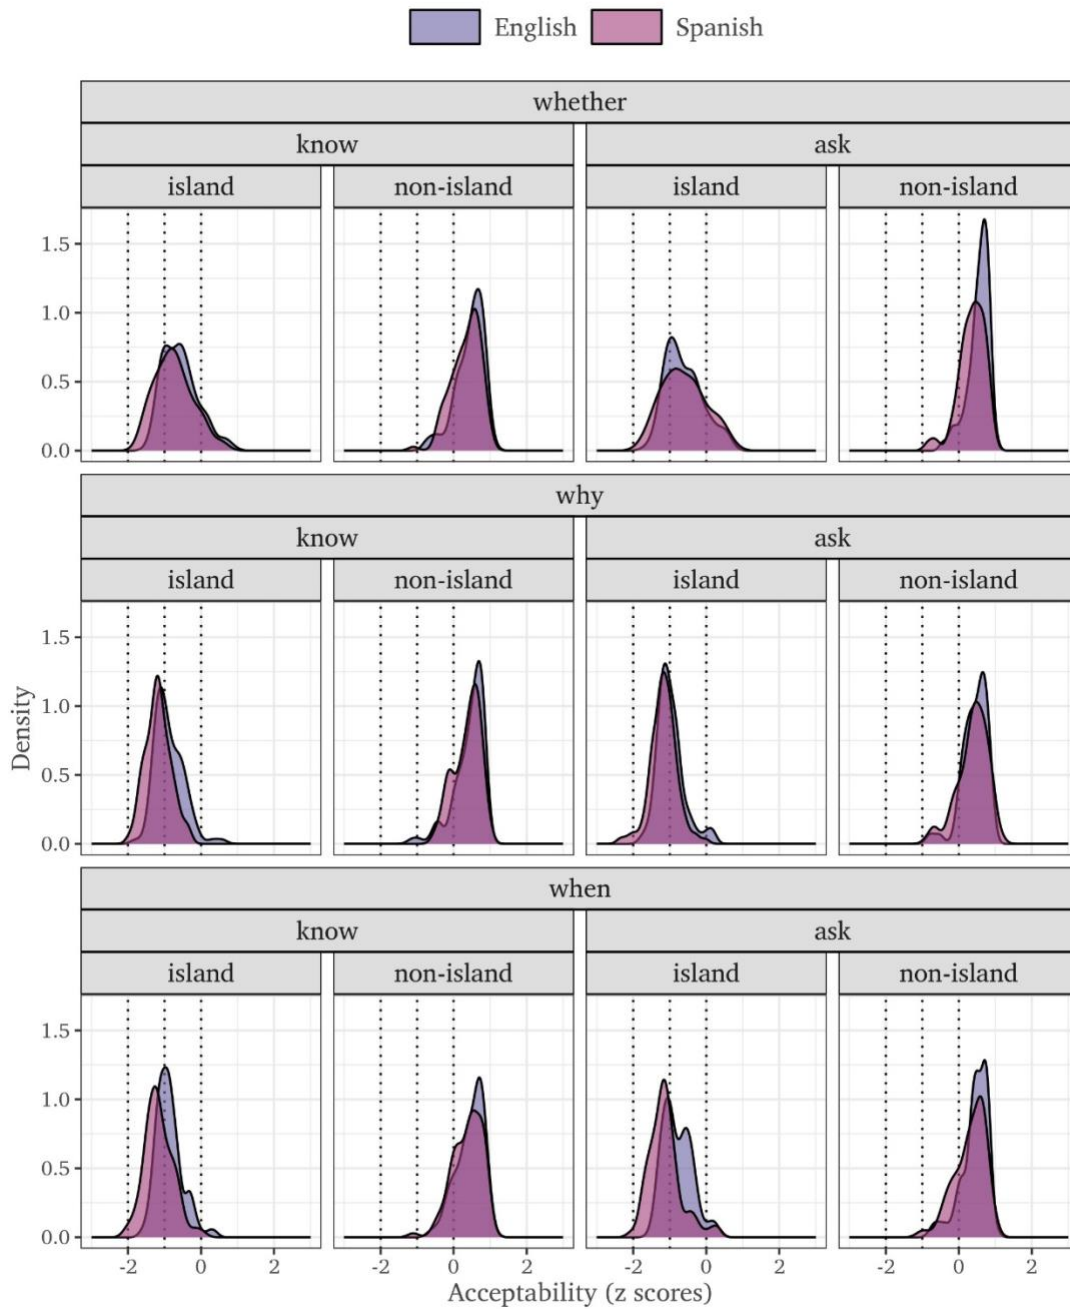 English Spanish
whether
know ask
island non-island island non-island
1.5
1.0
0.5
0.0
why
know ask
island non-island island non-island
1.5
1.0
0.5
0.0
Density
when
know ask
island non-island island non-island
1.5
1.0
0.5
0.0
-2 0 2 -2 0 2 -2 0 2 -2 0 2
Acceptability (z scores)